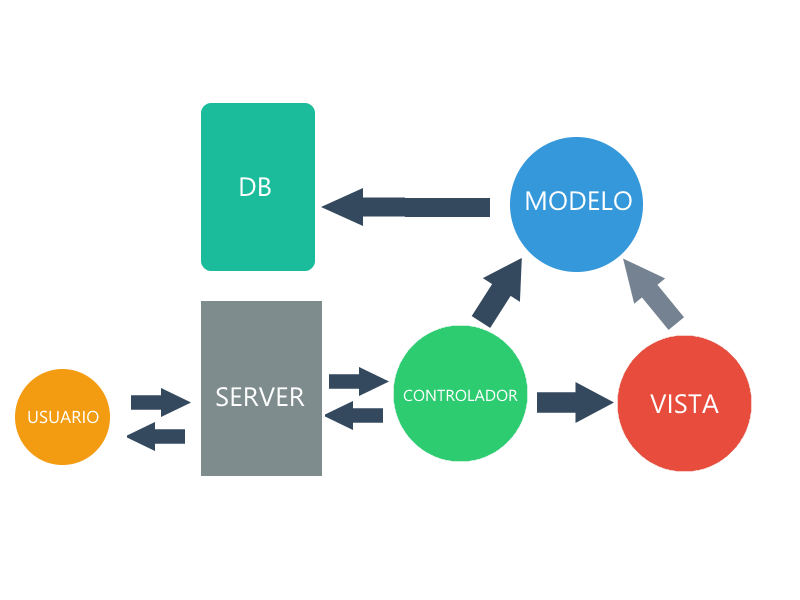 DB
MODELO
USUARIO
SERVER
CONTROLADOR
VISTA